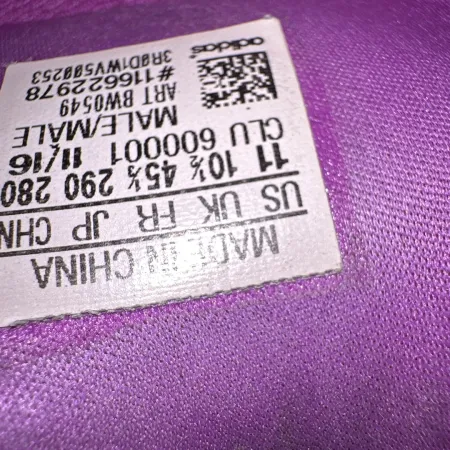 MADE IN CHINA
US UK FR JP CHN
11 10½ 45⅓ 290 280
CLU 600001 11/16
MALE/MALE
ART BW0549
#116622978
3R0D1WV500253
adidas